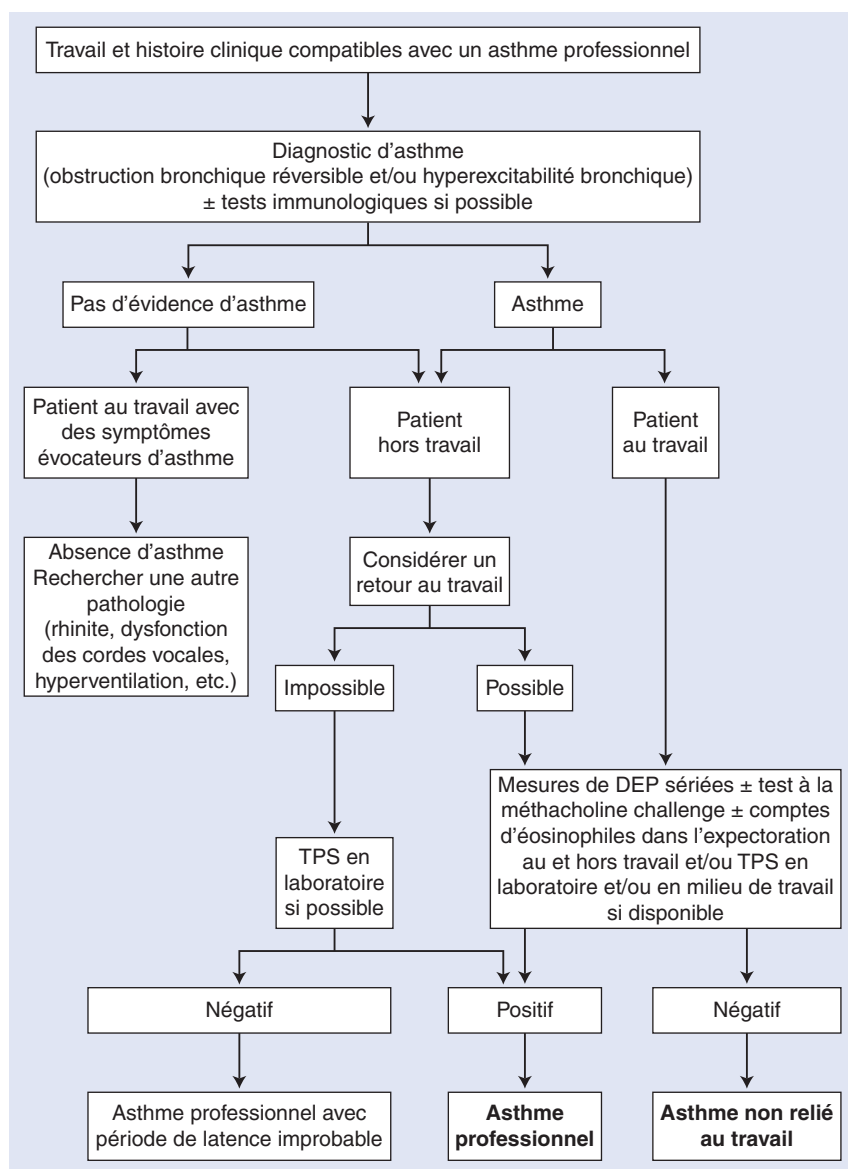 Travail et histoire clinique compatibles avec un asthme professionnel
Diagnostic d'asthme
(obstruction bronchique réversible et/ou hyperexcitabilité bronchique)
± tests immunologiques si possible
Pas d'évidence d'asthme
Asthme
Patient au travail avec
des symptômes
évocateurs d'asthme
Patient
hors travail
Patient
au travail
Absence d'asthme
Rechercher une autre
pathologie
(rhinite, dysfonction
des cordes vocales,
hyperventilation, etc.)
Considérer un
retour au travail
Impossible
Possible
Mesures de DEP sériées ± test à la
méthacholine challenge ± comptes
d'éosinophiles dans l'expectoration
au et hors travail et/ou TPS en
laboratoire et/ou en milieu de travail
si disponible
TPS en
laboratoire
si possible
Négatif
Positif
Négatif
Asthme professionnel avec
période de latence improbable
Asthme
professionnel
Asthme non relié
au travail